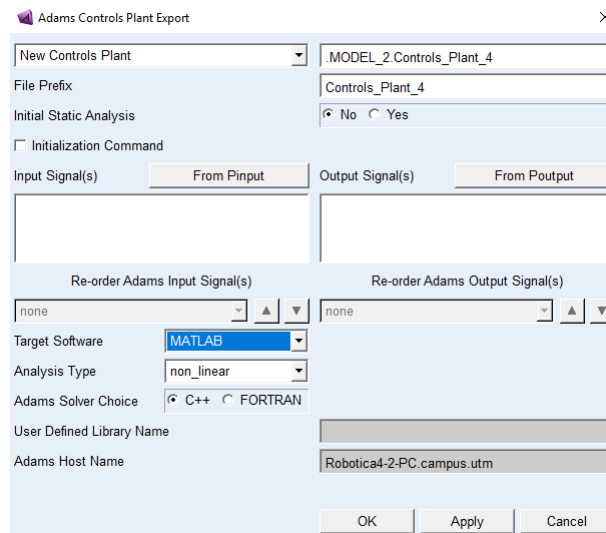 Adams Controls Plant Export
New Controls Plant .MODEL_2.Controls_Plant_4
File Prefix Controls_Plant_4
Initial Static Analysis No Yes
Initialization Command
Input Signal(s) From Pinput Output Signal(s) From Poutput
Re-order Adams Input Signal(s) Re-order Adams Output Signal(s)
none none
Target Software MATLAB
Analysis Type non_linear
Adams Solver Choice C++ FORTRAN
User Defined Library Name
Adams Host Name Robotica4-2-PC.campus.utm
OK Apply Cancel